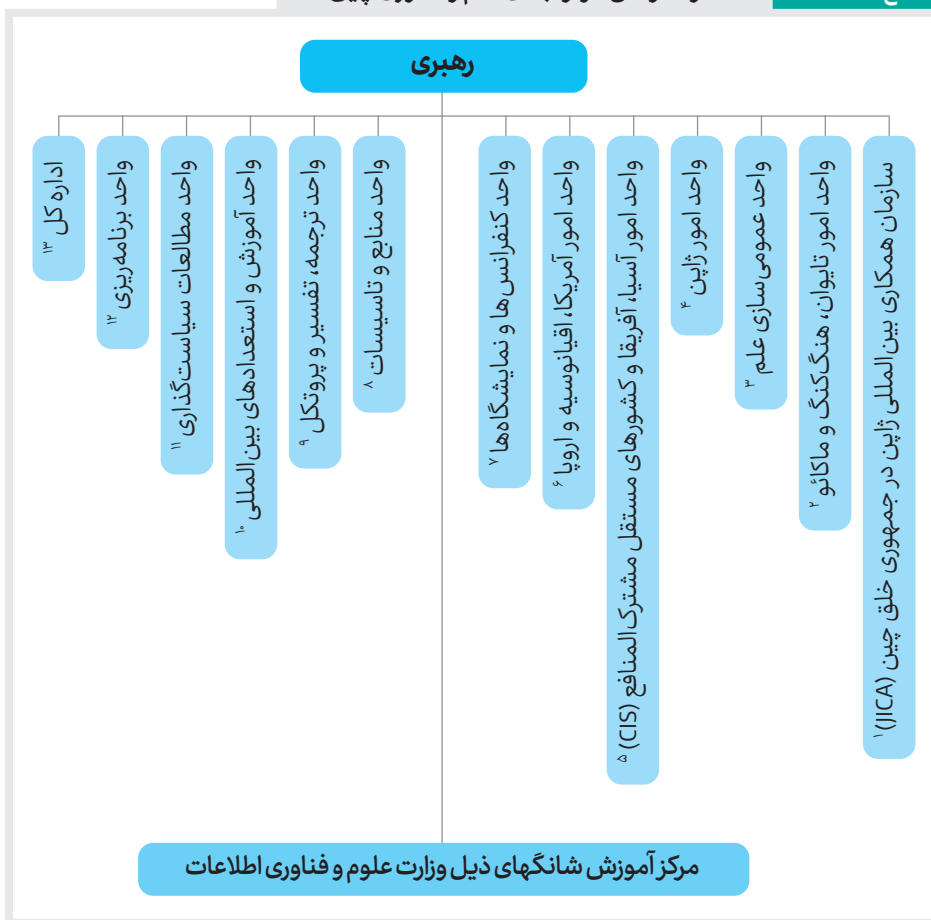 رهبری
سازمان همکاری بین‌المللی ژاپن در جمهوری خلق چین (JICA) ۱
واحد امور تایوان، هنگ‌کنگ و ماکائو ۲
واحد عمومی‌سازی علم ۳
واحد امور ژاپن ۴
واحد امور آسیا، آفریقا و کشورهای مستقل مشترک‌المنافع (CIS) ۵
واحد امور آمریکا، اقیانوسیه و اروپا ۶
واحد کنفرانس‌ها و نمایشگاه‌ها ۷
واحد منابع و تاسیسات ۸
واحد ترجمه، تفسیر و پروتکل ۹
واحد آموزش و استعدادهای بین‌المللی ۱۰
واحد مطالعات سیاست‌گذاری ۱۱
واحد برنامه‌ریزی ۱۲
اداره کل ۱۳
مرکز آموزش شانگهای ذیل وزارت علوم و فناوری اطلاعات